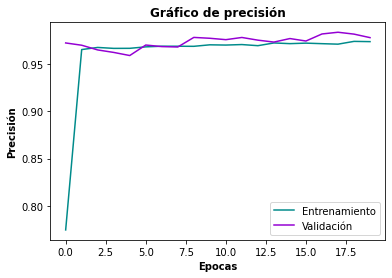 Gráfico de precisión
Precisión
0.95
0.90
0.85
0.80
0.0 2.5 5.0 7.5 10.0 12.5 15.0 17.5
Epocas
Entrenamiento
Validación